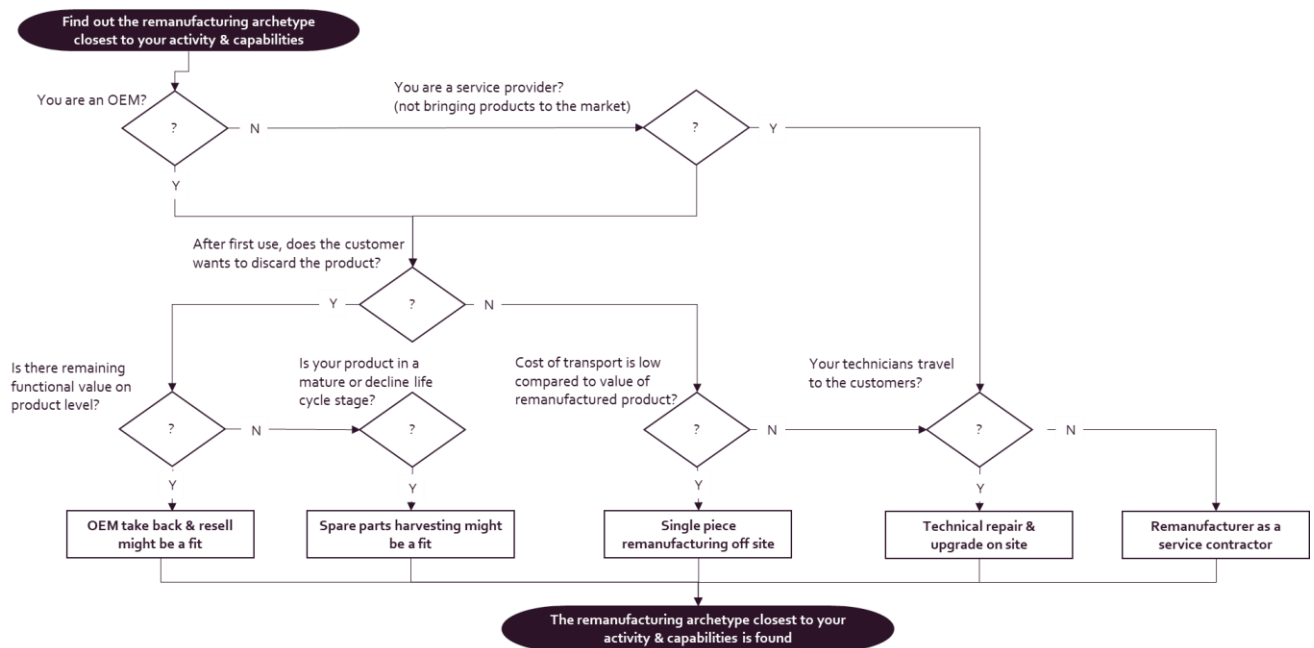 Find out the remanufacturing archetype
closest to your activity & capabilities
You are an OEM?
You are a service provider?
(not bringing products to the market)
?
N
?
Y
Y
After first use, does the customer
wants to discard the product?
Y
?
N
Is there remaining
functional value on
product level?
Is your product in a
mature or decline life
cycle stage?
Cost of transport is low
compared to value of
remanufactured product?
Your technicians travel
to the customers?
?
N
?
?
N
?
N
Y
Y
Y
Y
OEM take back & resell
might be a fit
Spare parts harvesting might
be a fit
Single piece
remanufacturing off site
Technical repair &
upgrade on site
Remanufacturer as a
service contractor
The remanufacturing archetype closest to your
activity & capabilities is found